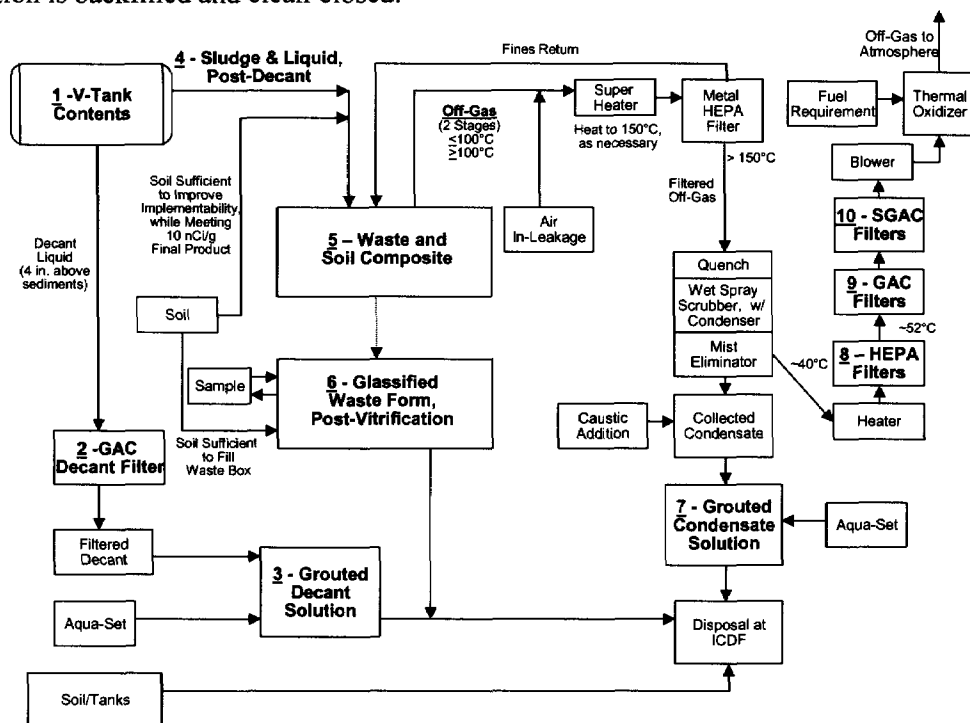 tion is backfilled and clean-closed.
Off-Gas to
Atmosphere
4 - Sludge & Liquid,
Post-Decant
Fines Return
1-V-Tank
Contents
Off-Gas
(2 Stages)
<100°C
>100°C
Super
Heater
Heat to 150°C,
as necessary
Metal
HEPA
Filter
> 150°C
Fuel
Requirement
Thermal
Oxidizer
Blower
Soil Sufficient
to Improve
Implementability,
while Meeting
10 nCi/g
Final Product
Filtered
Off-Gas
Air
In-Leakage
10 - SGAC
Filters
Decant
Liquid
(4 in. above
sediments)
5 – Waste and
Soil Composite
Quench
Wet Spray
Scrubber, w/
Condenser
Mist
Eliminator
9 - GAC
Filters
~52°C
Soil
8 – HEPA
Filters
~40°C
Heater
Sample
6 - Glassified
Waste Form,
Post-Vitrification
Soil Sufficient
to Fill
Waste Box
Caustic
Addition
Collected
Condensate
2 -GAC
Decant Filter
7 - Grouted
Condensate
Solution
Aqua-Set
Filtered
Decant
3 - Grouted
Decant
Solution
Aqua-Set
Disposal at
ICDF
Soil/Tanks